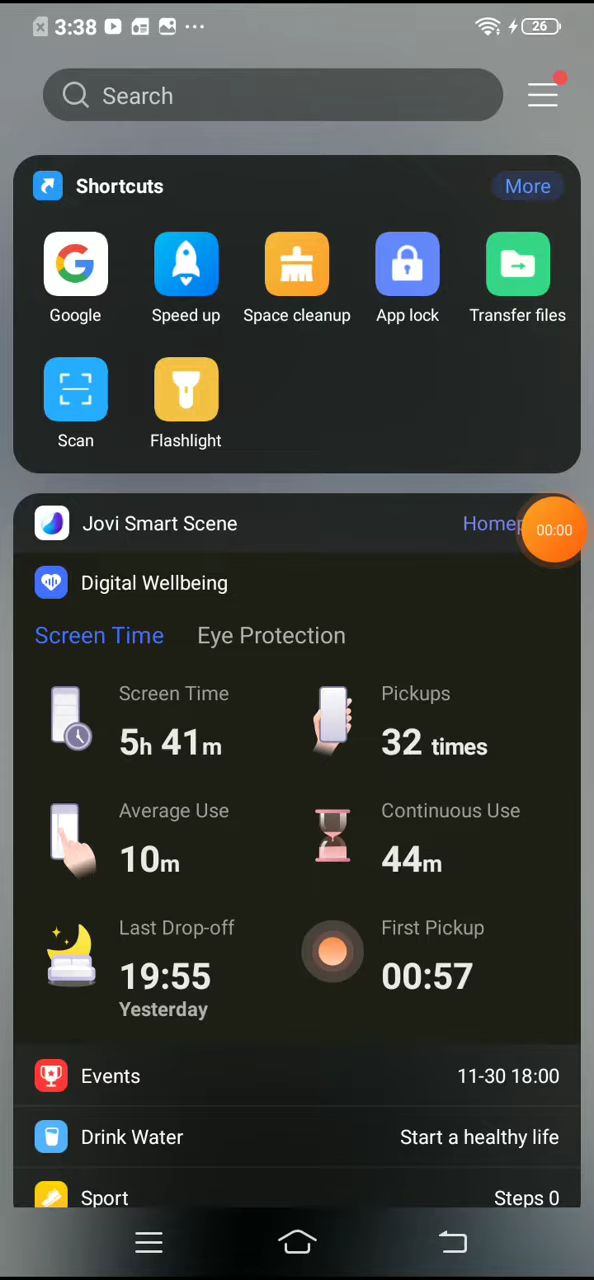 3:38 26
Search
Shortcuts More
Google Speed up Space cleanup App lock Transfer files
Scan Flashlight
Jovi Smart Scene
00:00
Digital Wellbeing
Screen Time Eye Protection
Screen Time Pickups
5h 41m 32 times
Average Use Continuous Use
10m 44m
Last Drop-off First Pickup
19:55 00:57
Yesterday
Events 11-30 18:00
Drink Water Start a healthy life
Sport Steps 0